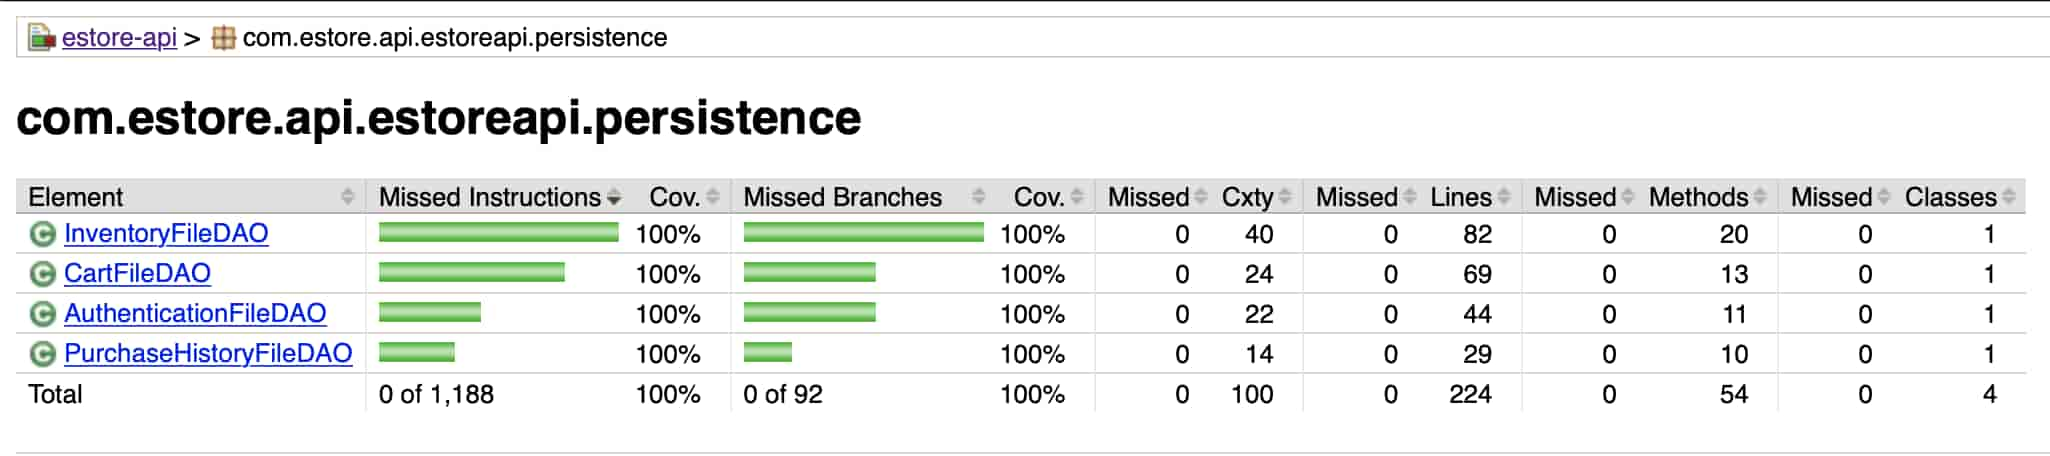 estore-api > com.estore.api.estoreapi.persistence
com.estore.api.estoreapi.persistence
Element Missed Instructions Cov. Missed Branches Cov. Missed Cxty Missed Lines Missed Methods Missed Classes
C InventoryFileDAO 100% 100% 0 40 0 82 0 20 0 1
C CartFileDAO 100% 100% 0 24 0 69 0 13 0 1
C AuthenticationFileDAO 100% 100% 0 22 0 44 0 11 0 1
C PurchaseHistoryFileDAO 100% 100% 0 14 0 29 0 10 0 1
Total 0 of 1,188 100% 0 of 92 100% 0 100 0 224 0 54 0 4